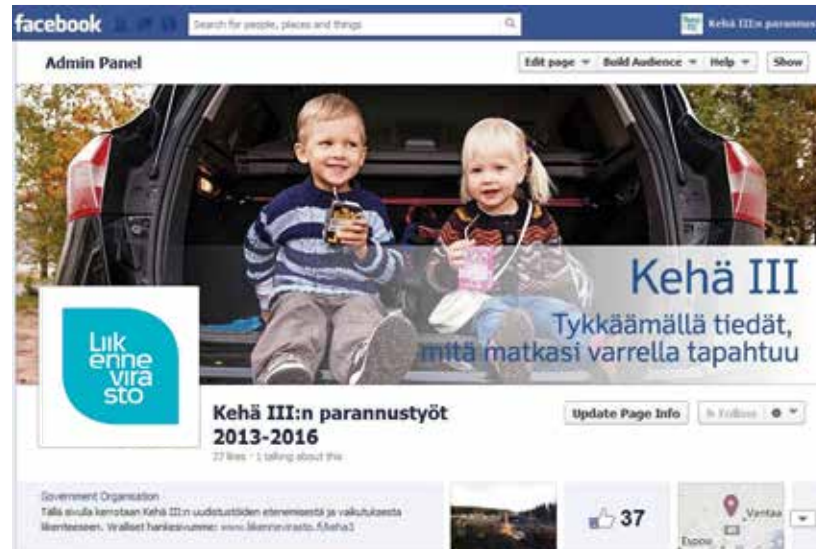 facebook
Search for people, places and things
Kehä III:n parannus
Admin Panel
Edit page
Build Audience
Help
Show
Kehä III
Tykkäämällä tiedät,
mitä matkasi varrella tapahtuu
Liik
enne
vira
sto
Kehä III:n parannustyöt
2013-2016
Update Page Info
Follow
27 likes · 1 talking about this
Government Organisation
Tällä sivulla kerrotaan Kehä III:n uudistustöiden etenemisestä ja vaikutuksesta
liikenteeseen. Viralliset hankesivumme: www.liikennevirasto.fi/keha3
37
Vantaa
Espoo